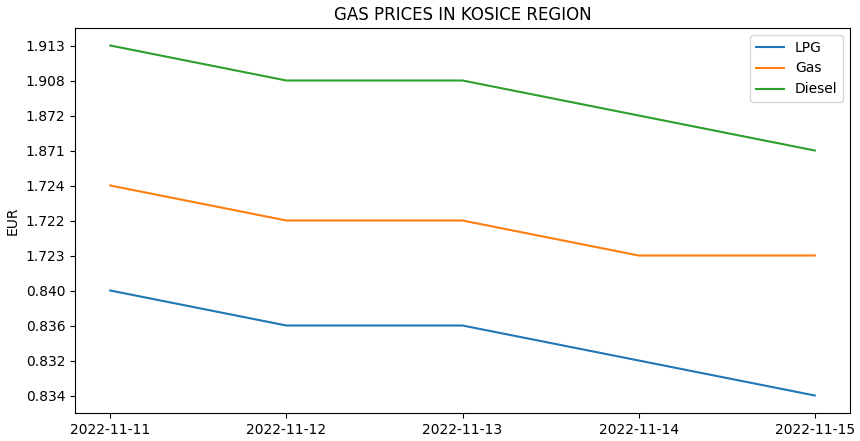 GAS PRICES IN KOSICE REGION
LPG
Gas
Diesel
EUR
1.913
1.908
1.872
1.871
1.724
1.722
1.723
0.840
0.836
0.832
0.834
2022-11-11 2022-11-12 2022-11-13 2022-11-14 2022-11-15